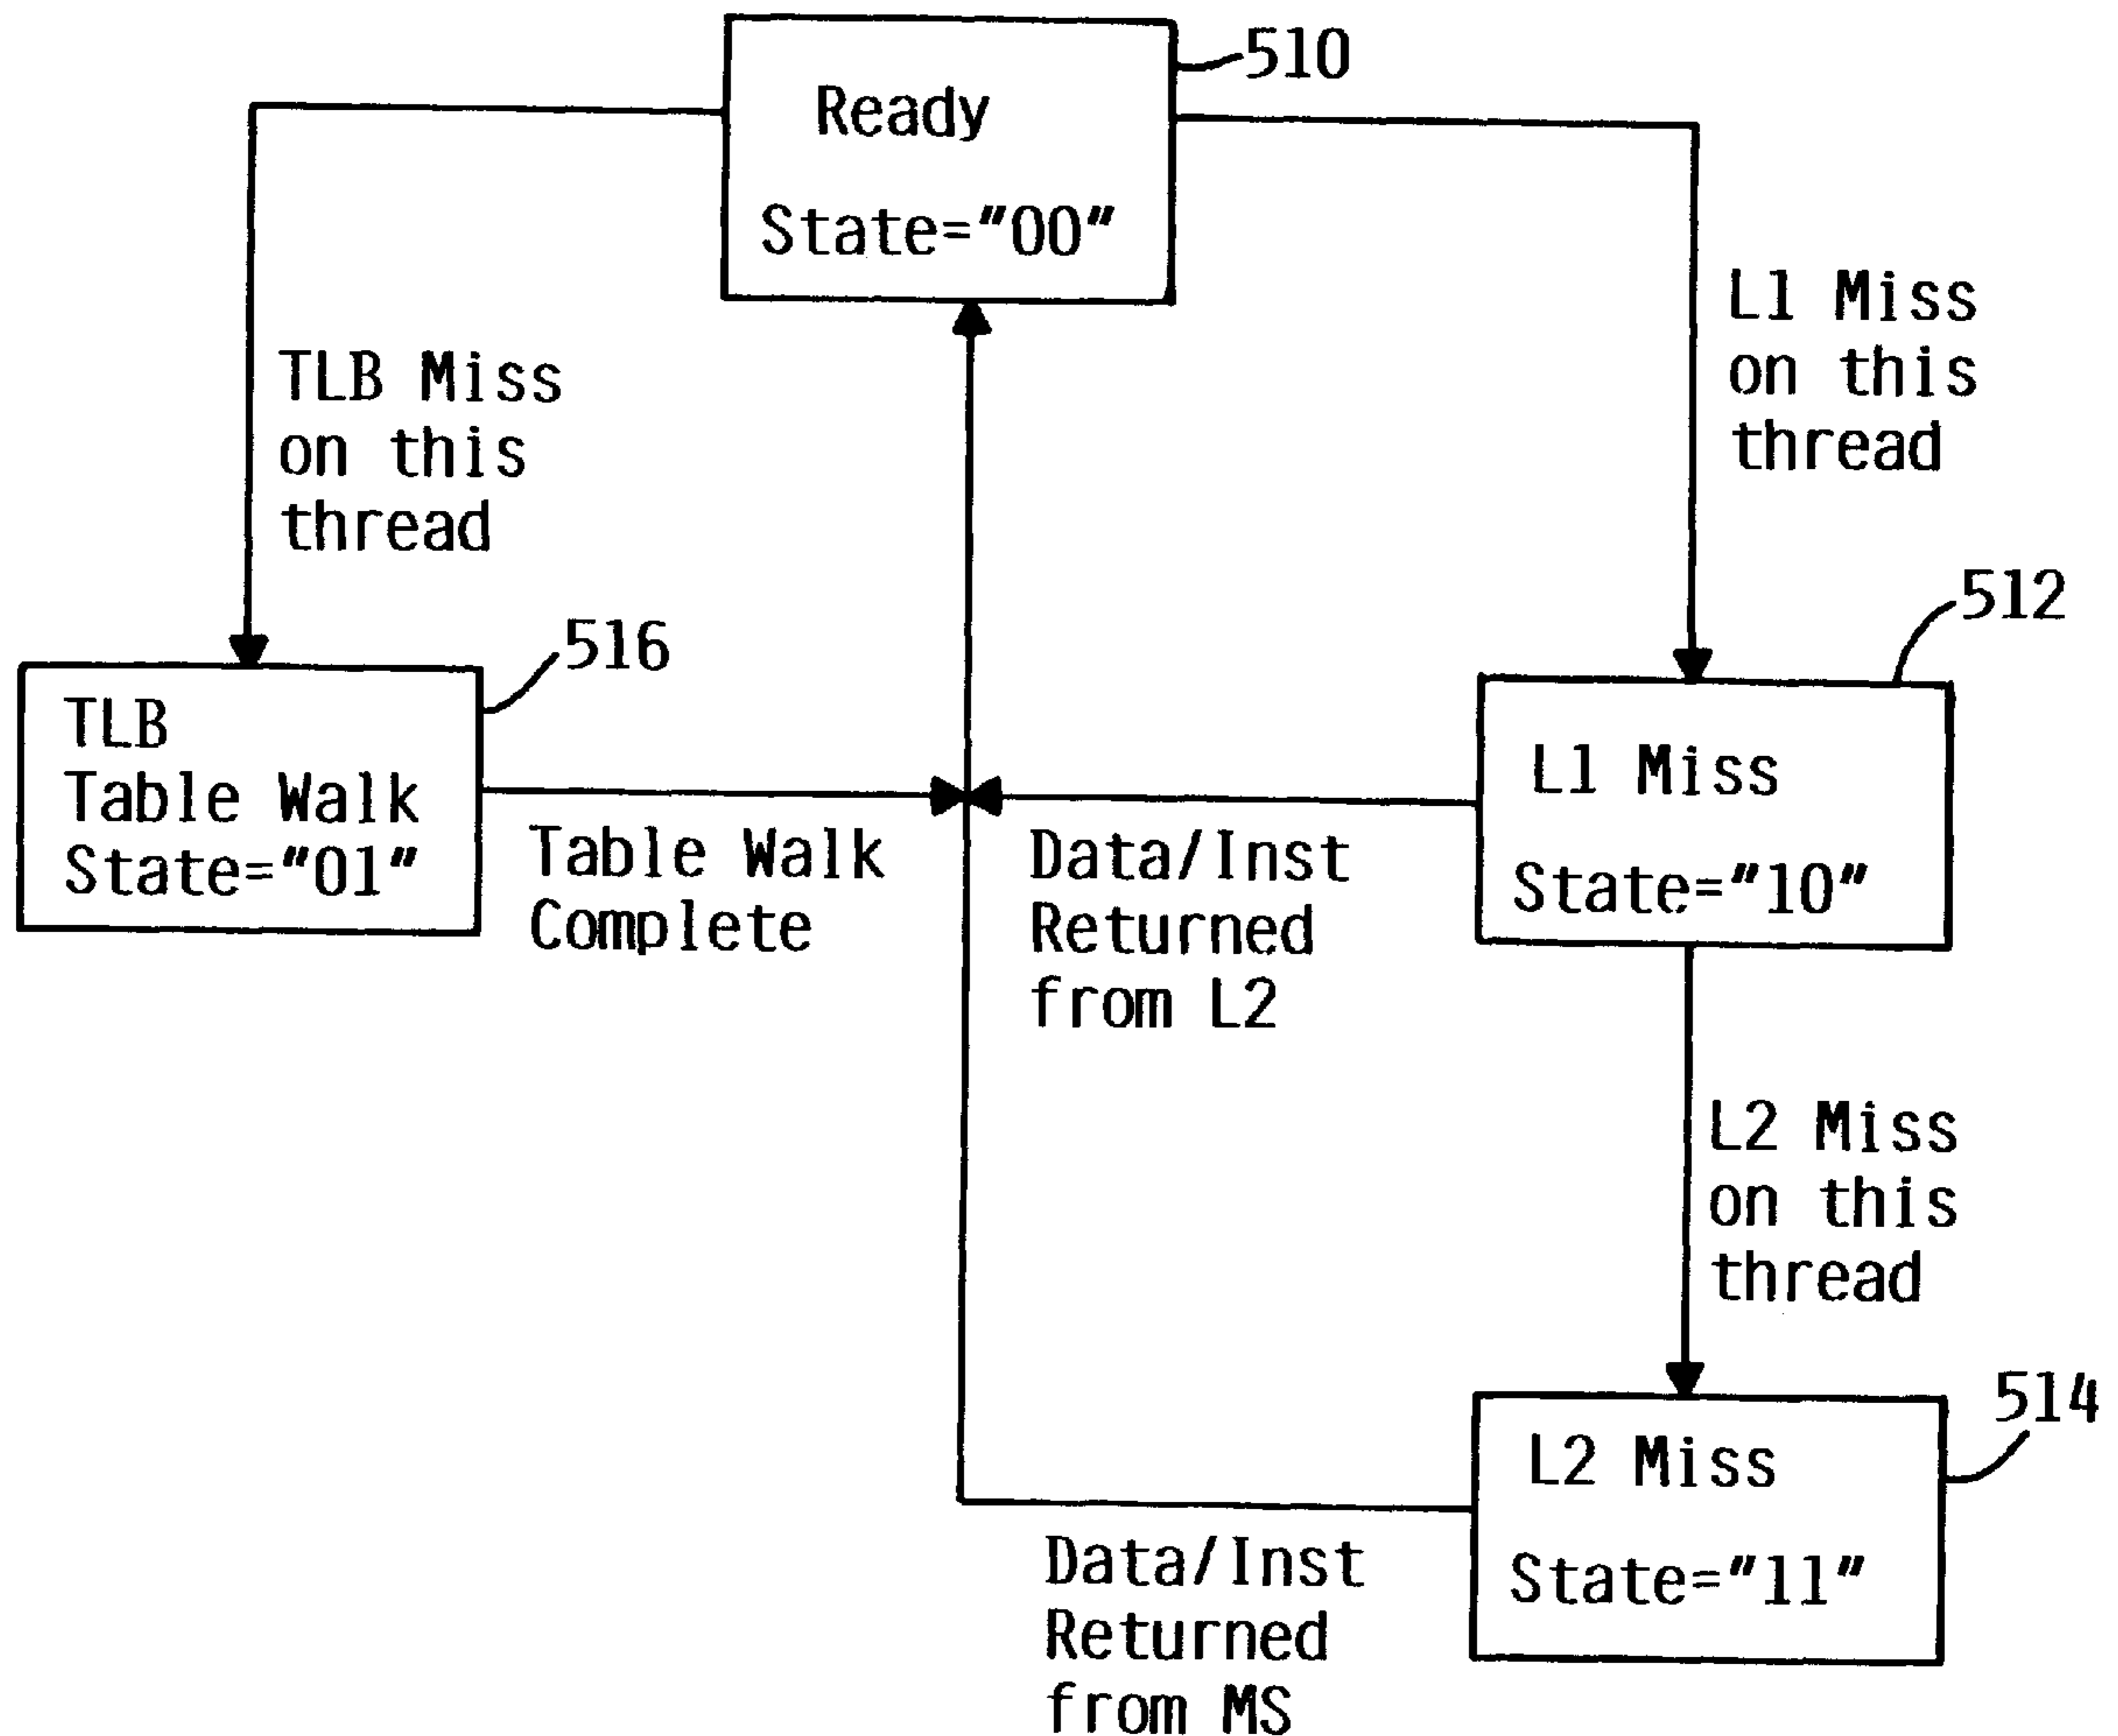 510
Ready
State="00"
L1 Miss
on this
thread
TLB Miss
on this
thread
512
516
TLB
Table Walk
State="01"
L1 Miss
State="10"
Table Walk
Complete
Data/Inst
Returned
from L2
L2 Miss
on this
thread
514
L2 Miss
State="11"
Data/Inst
Returned
from MS